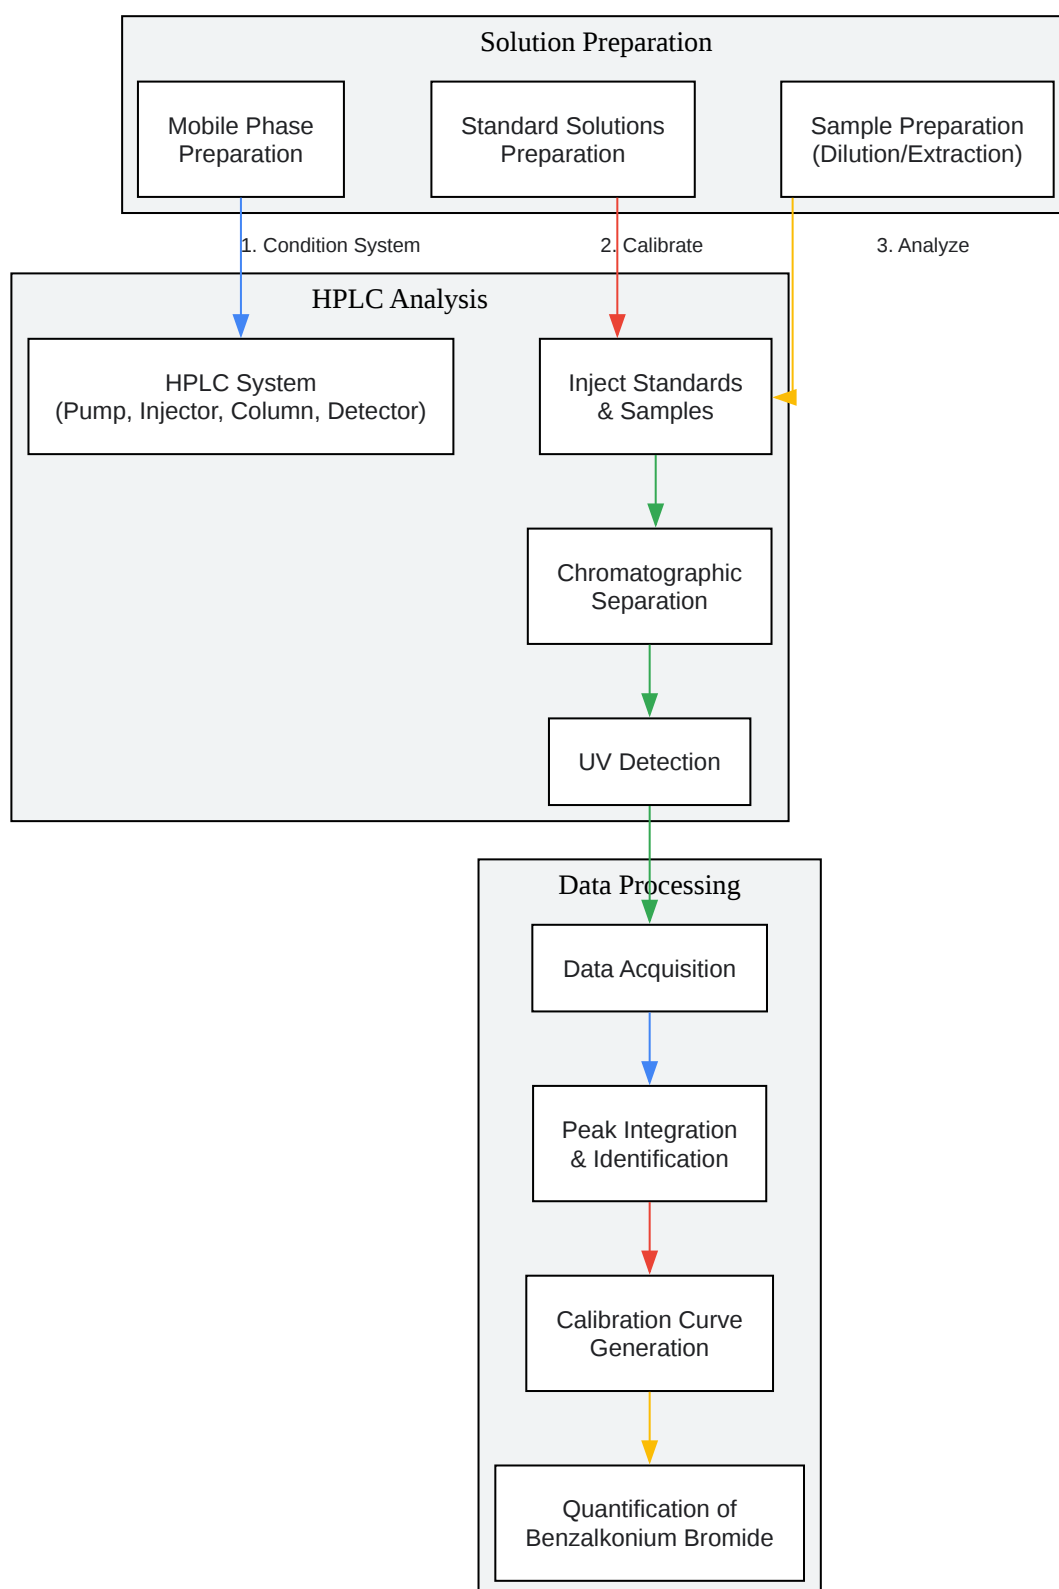 Solution Preparation
Mobile Phase
Preparation
Standard Solutions
Preparation
Sample Preparation
(Dilution/Extraction)
1. Condition System
2. Calibrate
3. Analyze
HPLC Analysis
HPLC System
(Pump, Injector, Column, Detector)
Inject Standards
& Samples
Chromatographic
Separation
UV Detection
Data Processing
Data Acquisition
Peak Integration
& Identification
Calibration Curve
Generation
Quantification of
Benzalkonium Bromide